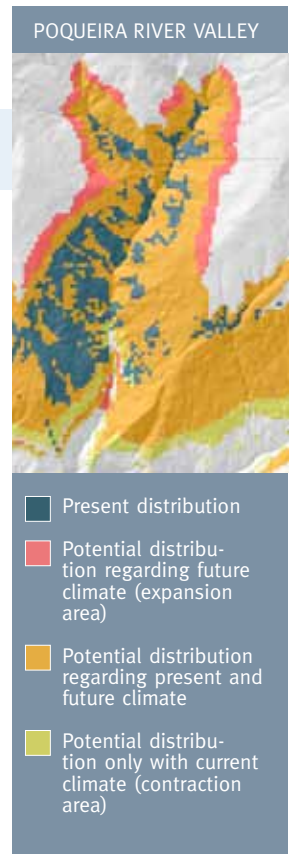 POQUEIRA RIVER VALLEY
Present distribution
Potential distribu-
tion regarding future
climate (expansion
area)
Potential distribution
regarding present and
future climate
Potential distribu-
tion only with current
climate (contraction
area)